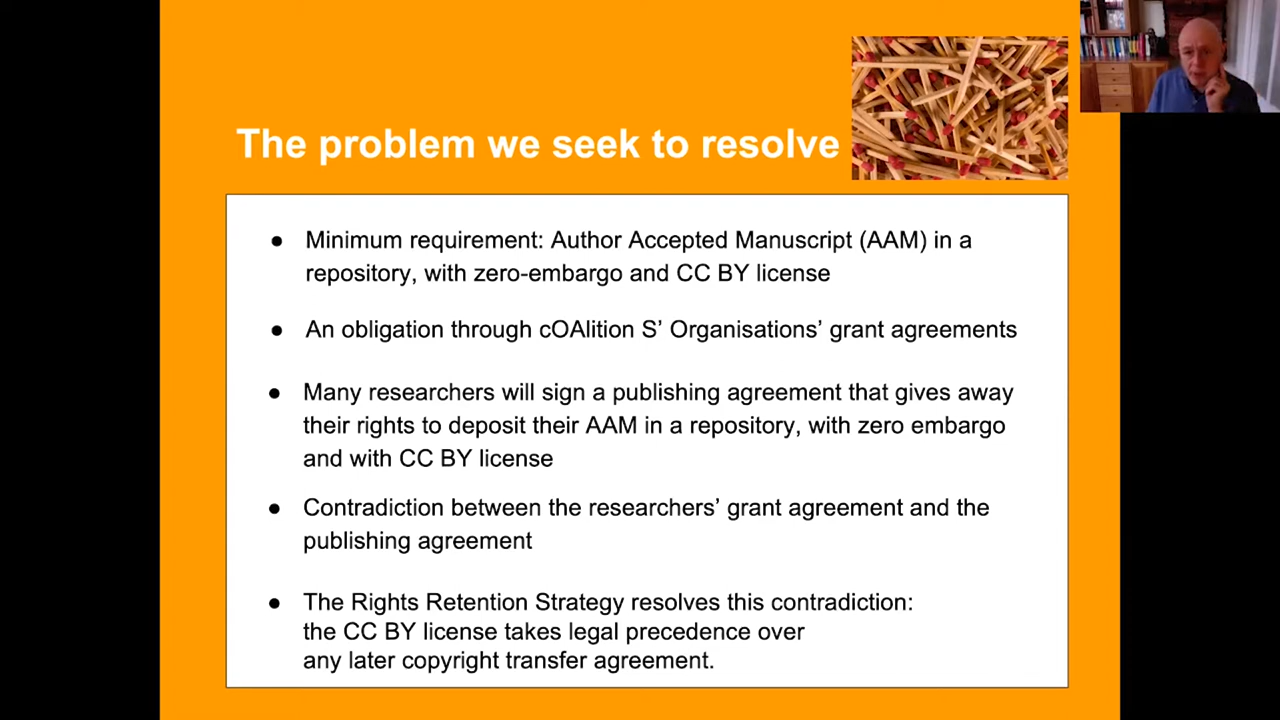 The problem we seek to resolve
● Minimum requirement: Author Accepted Manuscript (AAM) in a
repository, with zero-embargo and CC BY license
● An obligation through cOAlition S’ Organisations’ grant agreements
● Many researchers will sign a publishing agreement that gives away
their rights to deposit their AAM in a repository, with zero embargo
and with CC BY license
● Contradiction between the researchers’ grant agreement and the
publishing agreement
● The Rights Retention Strategy resolves this contradiction:
the CC BY license takes legal precedence over
any later copyright transfer agreement.